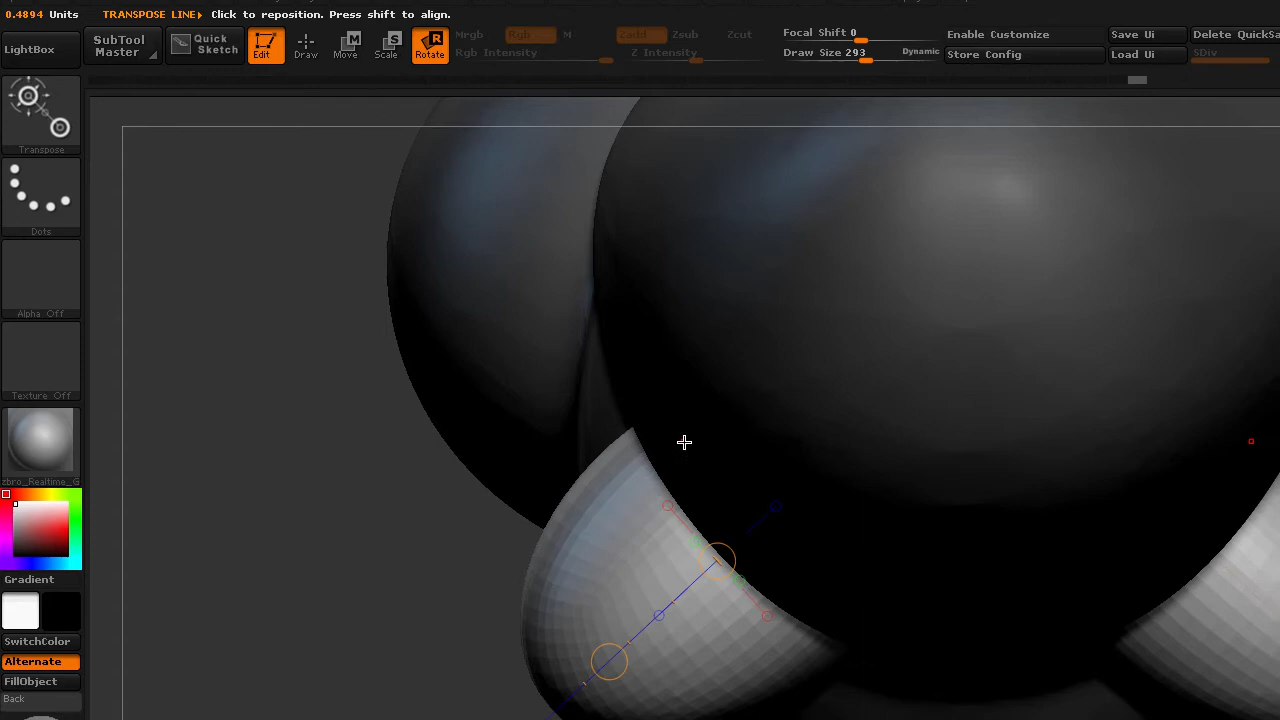 0.4894 Units TRANSPOSE LINE Click to reposition. Press shift to align.
LightBox
SubTool Master
Quick Sketch
Edit
Draw
Move
Scale
Rotate
Mrgb Rgb M
Rgb Intensity
Zadd Zsub Zcut
Z Intensity
Focal Shift 0
Draw Size 293 Dynamic
Enable Customize
Store Config
Save Ui
Load Ui
Delete QuickSa
SDiv
Transpose
Dots
Alpha Off
Texture Off
zbro_Realtime_G
Gradient
SwitchColor
Alternate
FillObject
Back